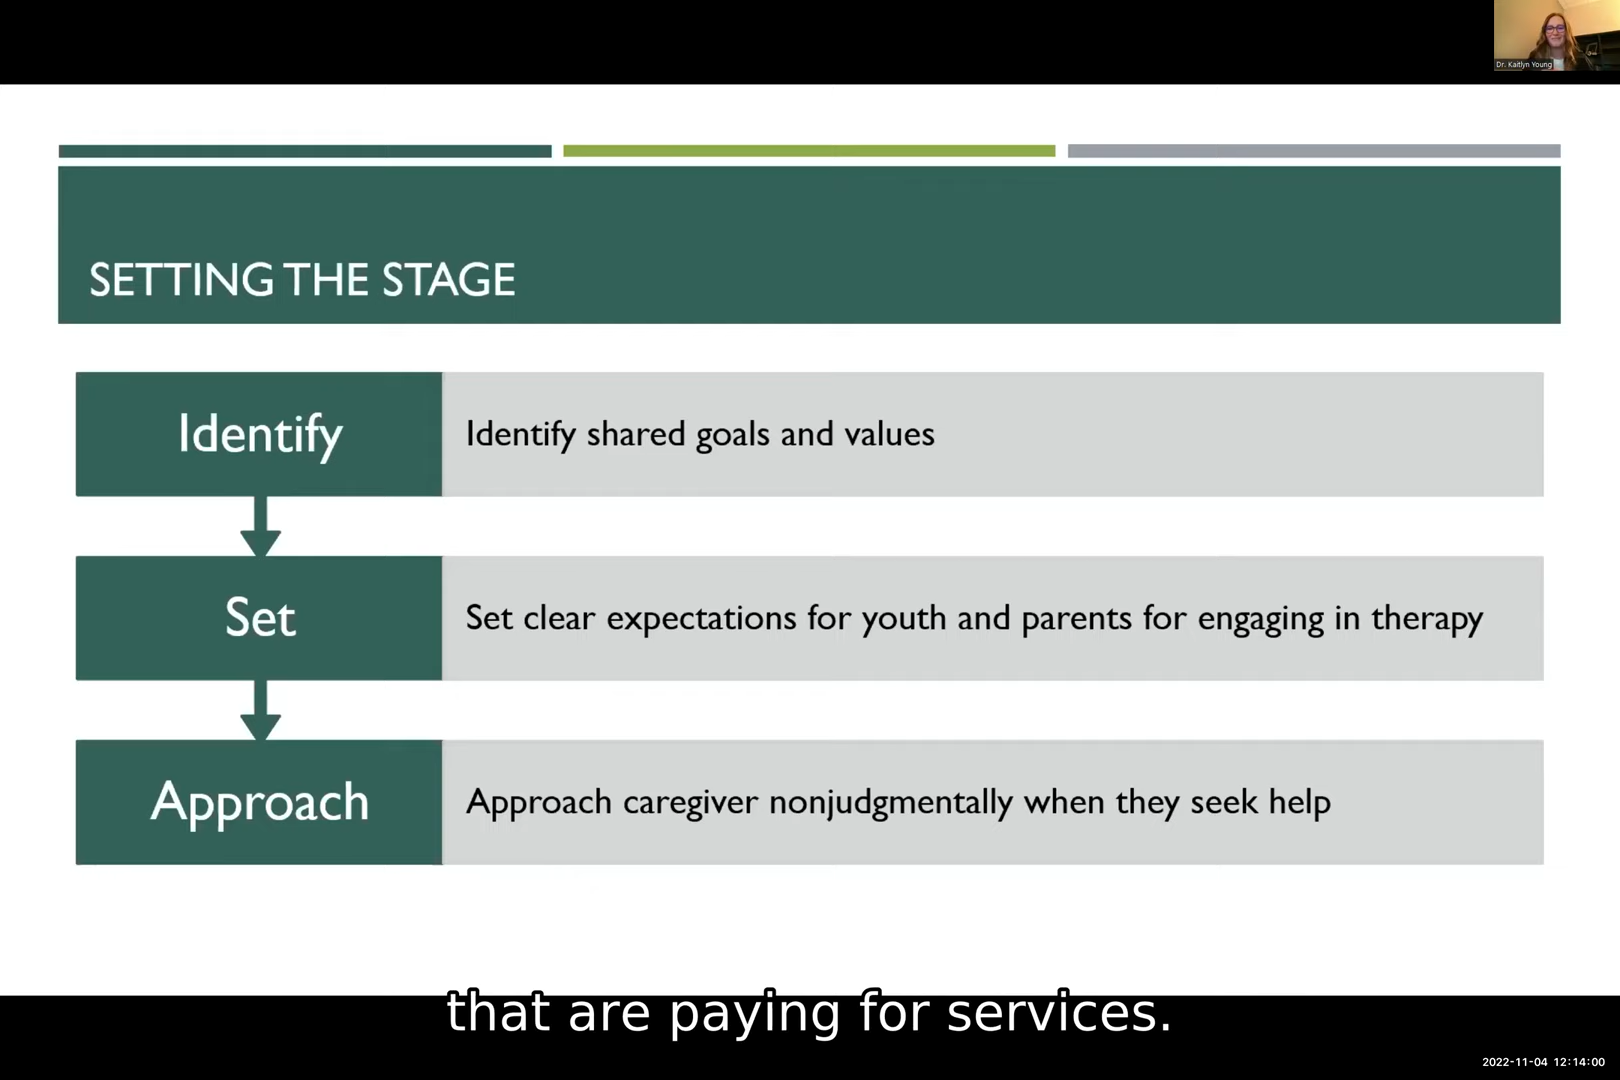 Dr. Kaitlyn Young
SETTING THE STAGE
Identify
Identify shared goals and values
Set
Set clear expectations for youth and parents for engaging in therapy
Approach
Approach caregiver nonjudgmentally when they seek help
that are paying for services.
2022-11-04 12:14:00